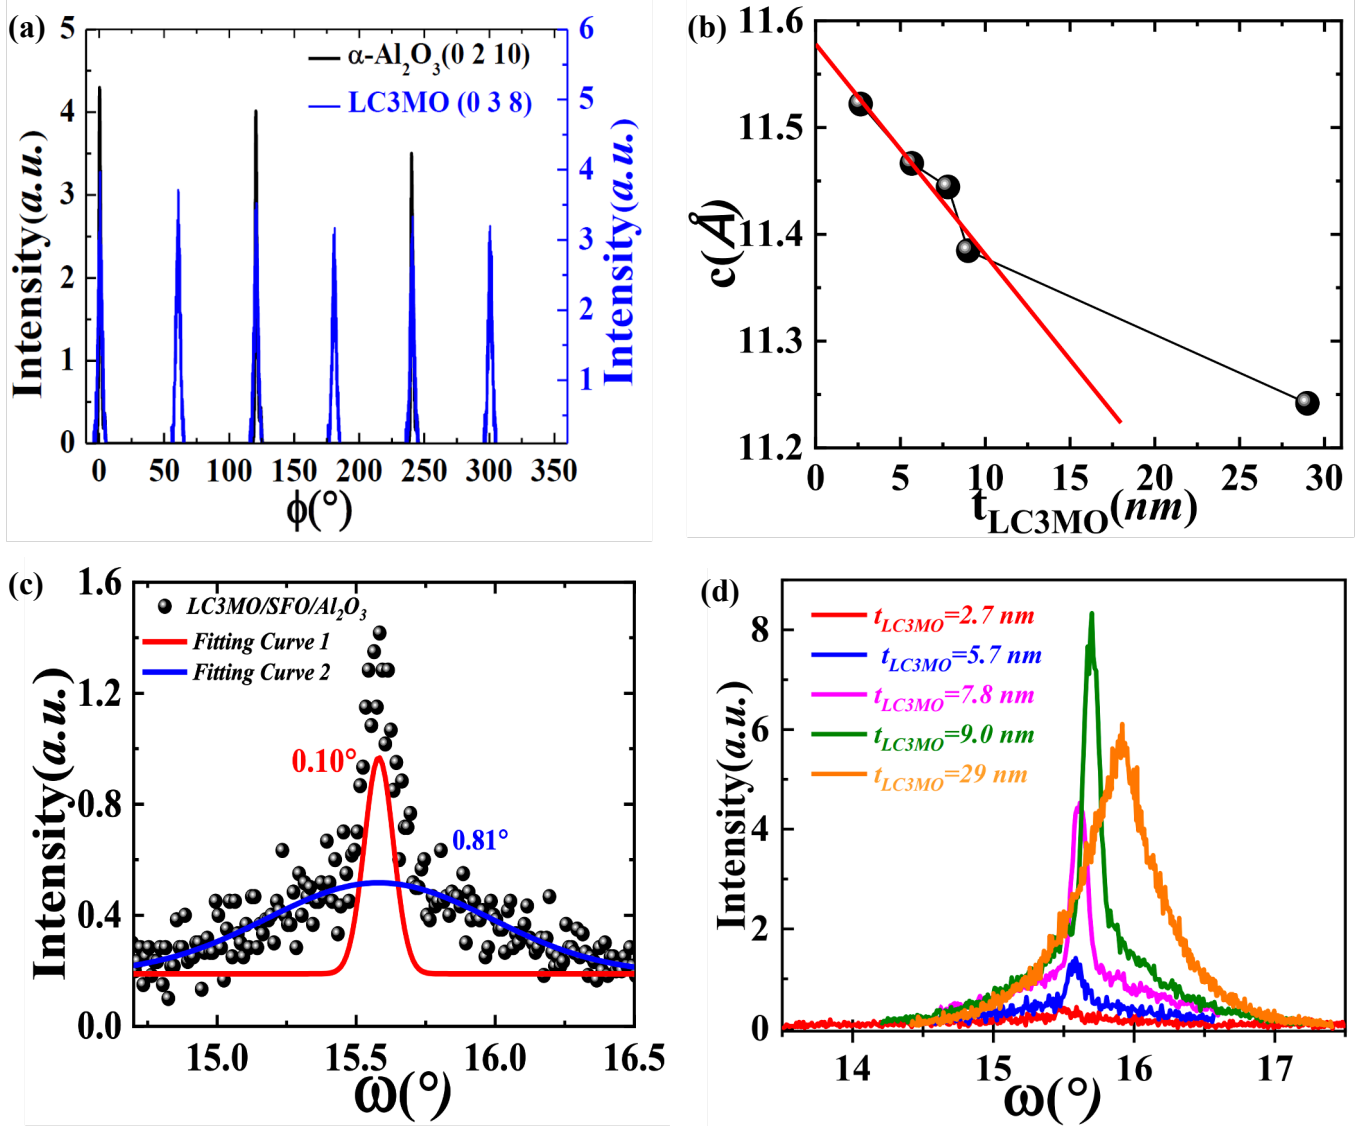 (a)
5
4
3
2
1
0
Intensity(a.u.)
α-Al2O3(0 2 10)
LC3MO (0 3 8)
6
5
4
3
2
1
Intensity(a.u.)
0 50 100 150 200 250 300 350
ϕ(°)
(b)
11.6
11.5
11.4
11.3
11.2
c(Å)
0 5 10 15 20 25 30
tLC3MO(nm)
(c)
1.6
1.2
0.8
0.4
0.0
Intensity(a.u.)
LC3MO/SFO/Al2O3
Fitting Curve 1
Fitting Curve 2
0.10°
0.81°
15.0 15.5 16.0 16.5
ω(°)
(d)
8
6
4
2
0
Intensity(a.u.)
tLC3MO=2.7 nm
tLC3MO=5.7 nm
tLC3MO=7.8 nm
tLC3MO=9.0 nm
tLC3MO=29 nm
14 15 16 17
ω(°)